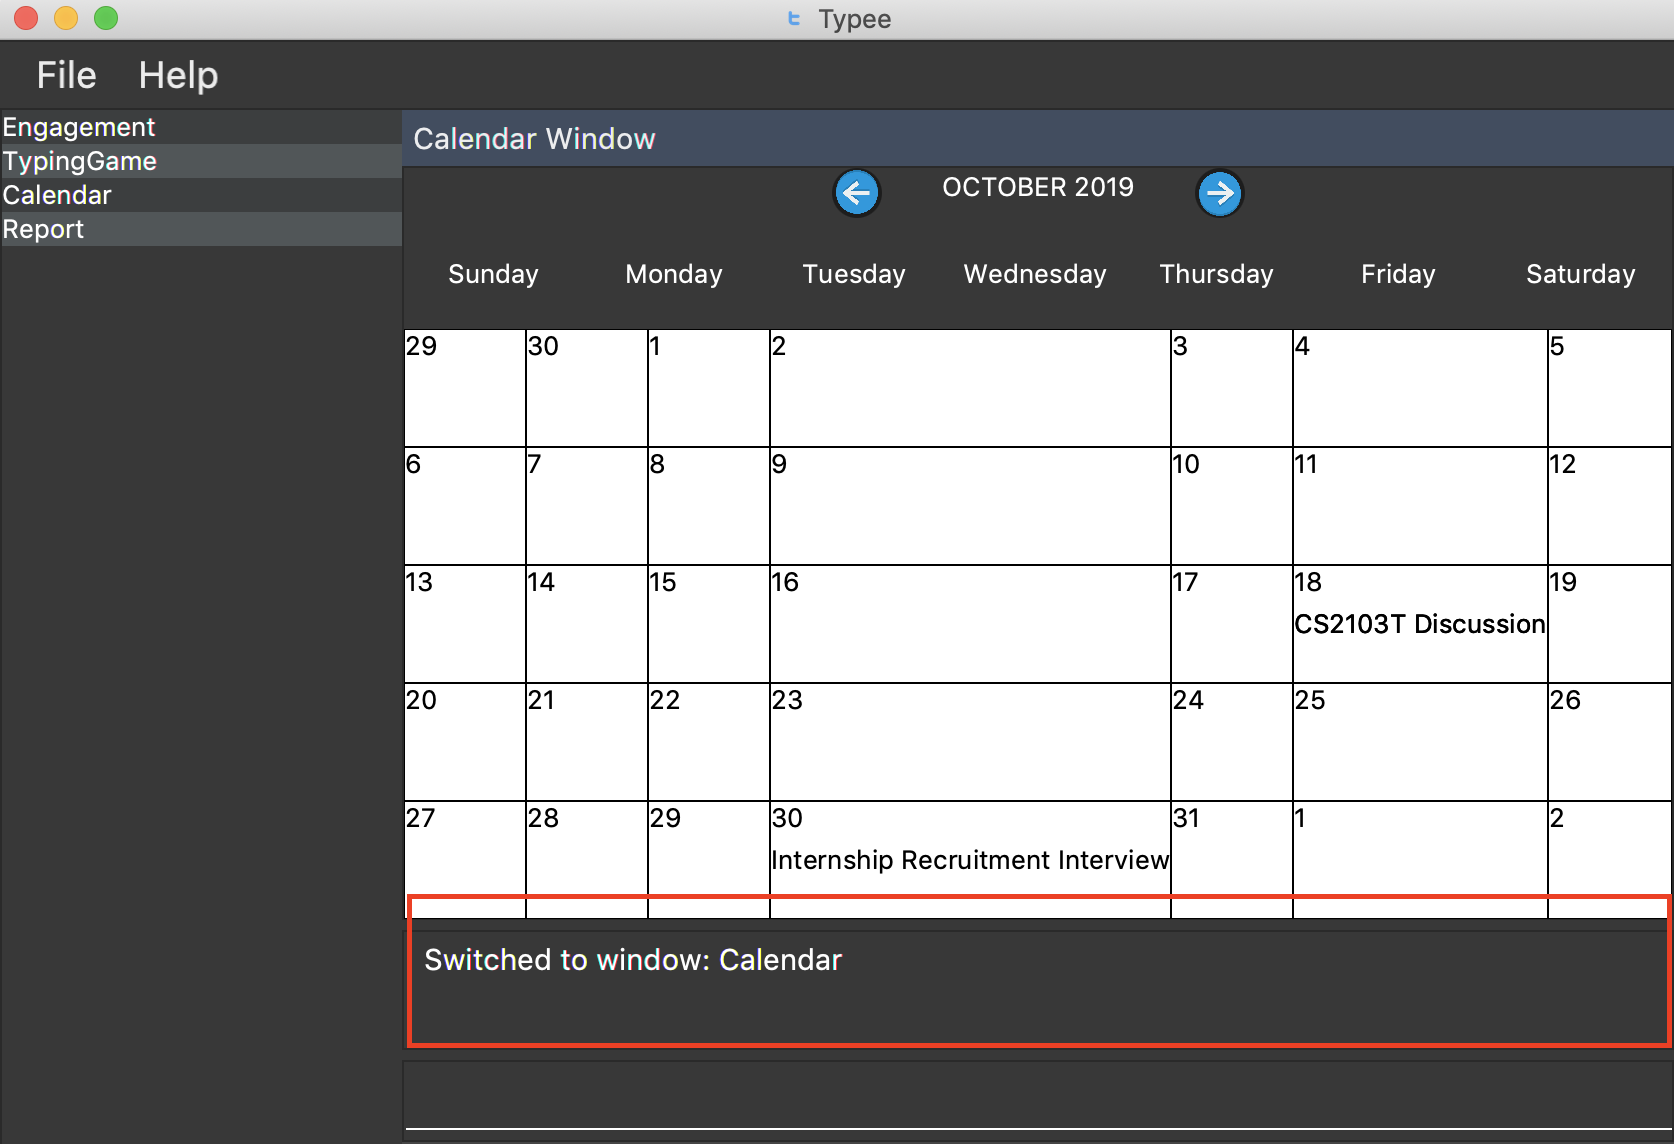 Typee
File Help
Engagement
TypingGame
Calendar
Report
Calendar Window
OCTOBER 2019
Sunday Monday Tuesday Wednesday Thursday Friday Saturday
29 30 1 2 3 4 5
6 7 8 9 10 11 12
13 14 15 16 17 18 19
CS2103T Discussion
20 21 22 23 24 25 26
27 28 29 30 31 1 2
Internship Recruitment Interview
Switched to window: Calendar